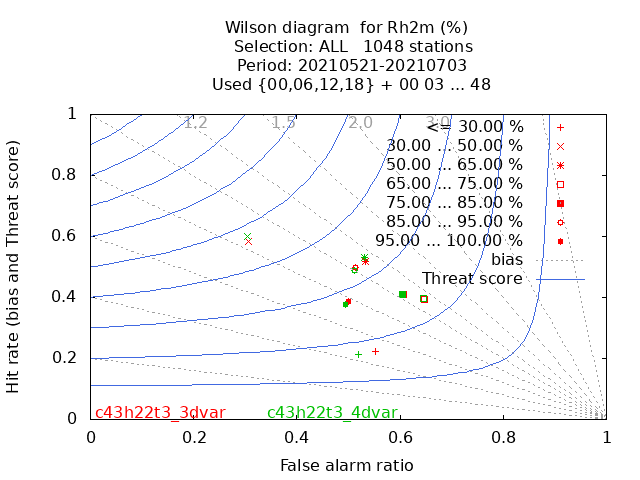 Wilson diagram  for Rh2m (%)
Selection: ALL   1048 stations
Period: 20210521-20210703
Used {00,06,12,18} + 00 03 ... 48
1.2 1.5 2.0 3.0
<= 30.00 %
30.00 ... 50.00 %
50.00 ... 65.00 %
65.00 ... 75.00 %
75.00 ... 85.00 %
85.00 ... 95.00 %
95.00 ... 100.00 %
bias
Threat score
Hit rate (bias and Threat score)
1
0.8
0.6
0.4
0.2
0
c43h22t3_3dvar c43h22t3_4dvar
0 0.2 0.4 0.6 0.8 1
False alarm ratio